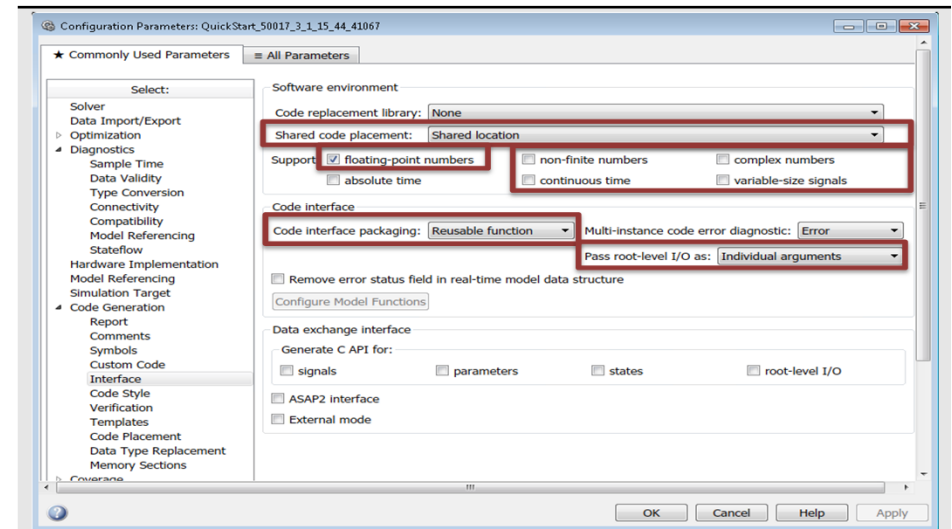 Configuration Parameters: QuickStart_50017_3_1_15_44_41067
★ Commonly Used Parameters
≡ All Parameters
Select:
Solver
Data Import/Export
Optimization
Diagnostics
Sample Time
Data Validity
Type Conversion
Connectivity
Compatibility
Model Referencing
Stateflow
Hardware Implementation
Model Referencing
Simulation Target
Code Generation
Report
Comments
Symbols
Custom Code
Interface
Code Style
Verification
Templates
Code Placement
Data Type Replacement
Memory Sections
Coverage
Software environment
Code replacement library: None
Shared code placement: Shared location
Support floating-point numbers non-finite numbers complex numbers
absolute time continuous time variable-size signals
Code interface
Code interface packaging: Reusable function Multi-instance code error diagnostic: Error
Pass root-level I/O as: Individual arguments
Remove error status field in real-time model data structure
Configure Model Functions
Data exchange interface
Generate C API for:
signals parameters states root-level I/O
ASAP2 interface
External mode
OK Cancel Help Apply